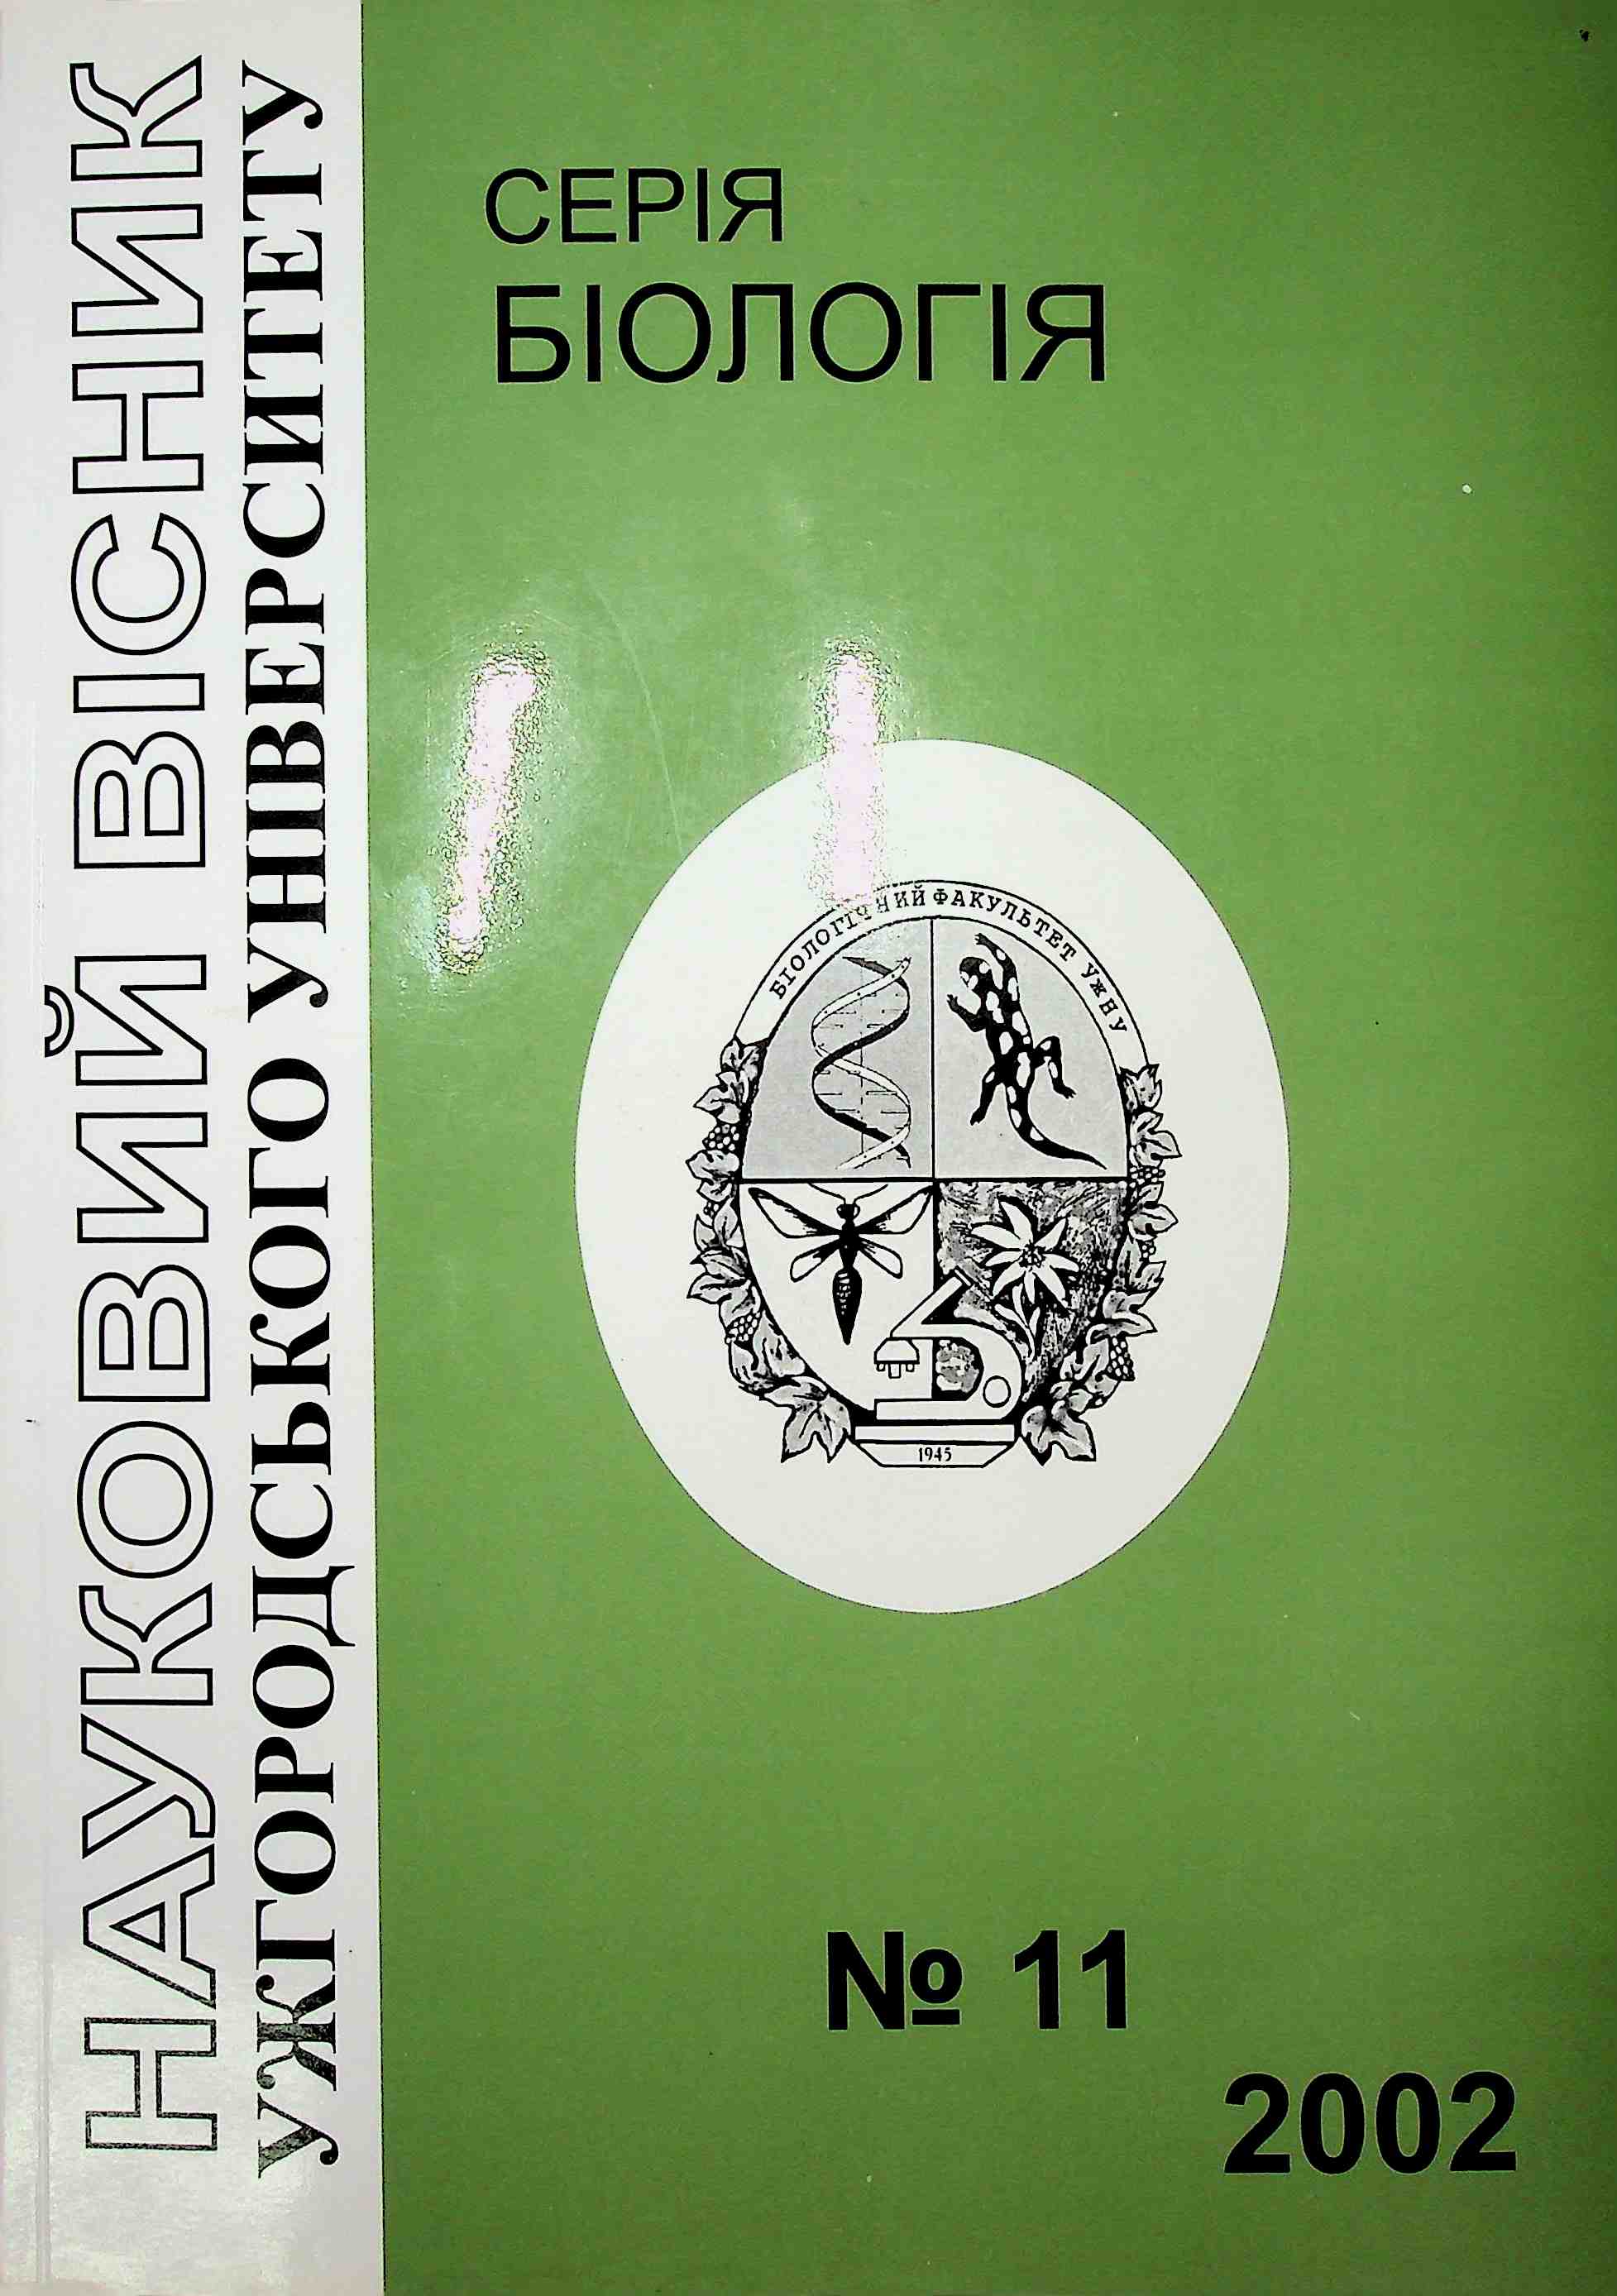 НАУКОВИЙ ВІСНИК
УЖГОРОДСЬКОГО УНІВЕРСИТЕТУ
СЕРІЯ
БІОЛОГІЯ
БІОЛОГІЧНИЙ ФАКУЛЬТЕТ УЖНУ
1945
№ 11
2002